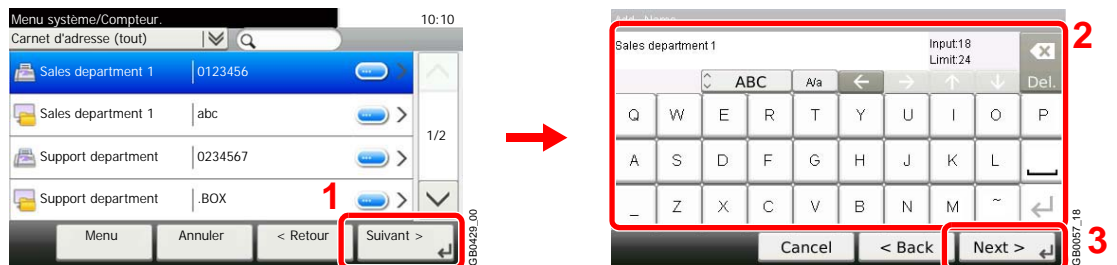 Menu système/Compteur. 10:10
Carnet d'adresse (tout)
Sales department 1 0123456
Sales department 1 abc
1/2
Support department 0234567
Support department .BOX
1
Menu Annuler < Retour Suivant >
GB0429_00
Add - Name
2
Sales department 1 Input:18
Limit:24
ABC A/a Del.
Q W E R T Y U I O P
A S D F G H J K L
_ Z X C V B N M ~
Cancel < Back Next >
3
GB0057_18